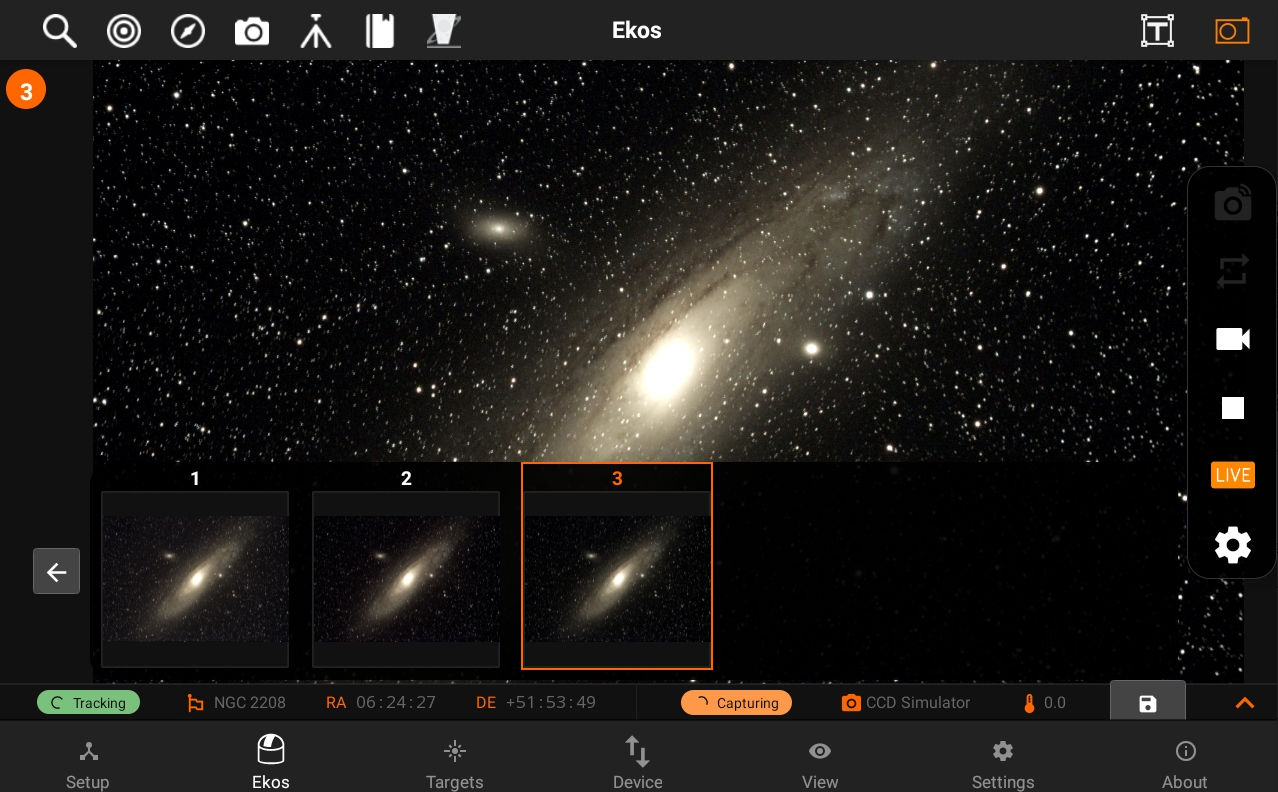 Ekos
T
3
LIVE
1 2 3
Tracking NGC 2208 RA 06:24:27 DE +51:53:49 Capturing CCD Simulator 0.0
Setup Ekos Targets Device View Settings About